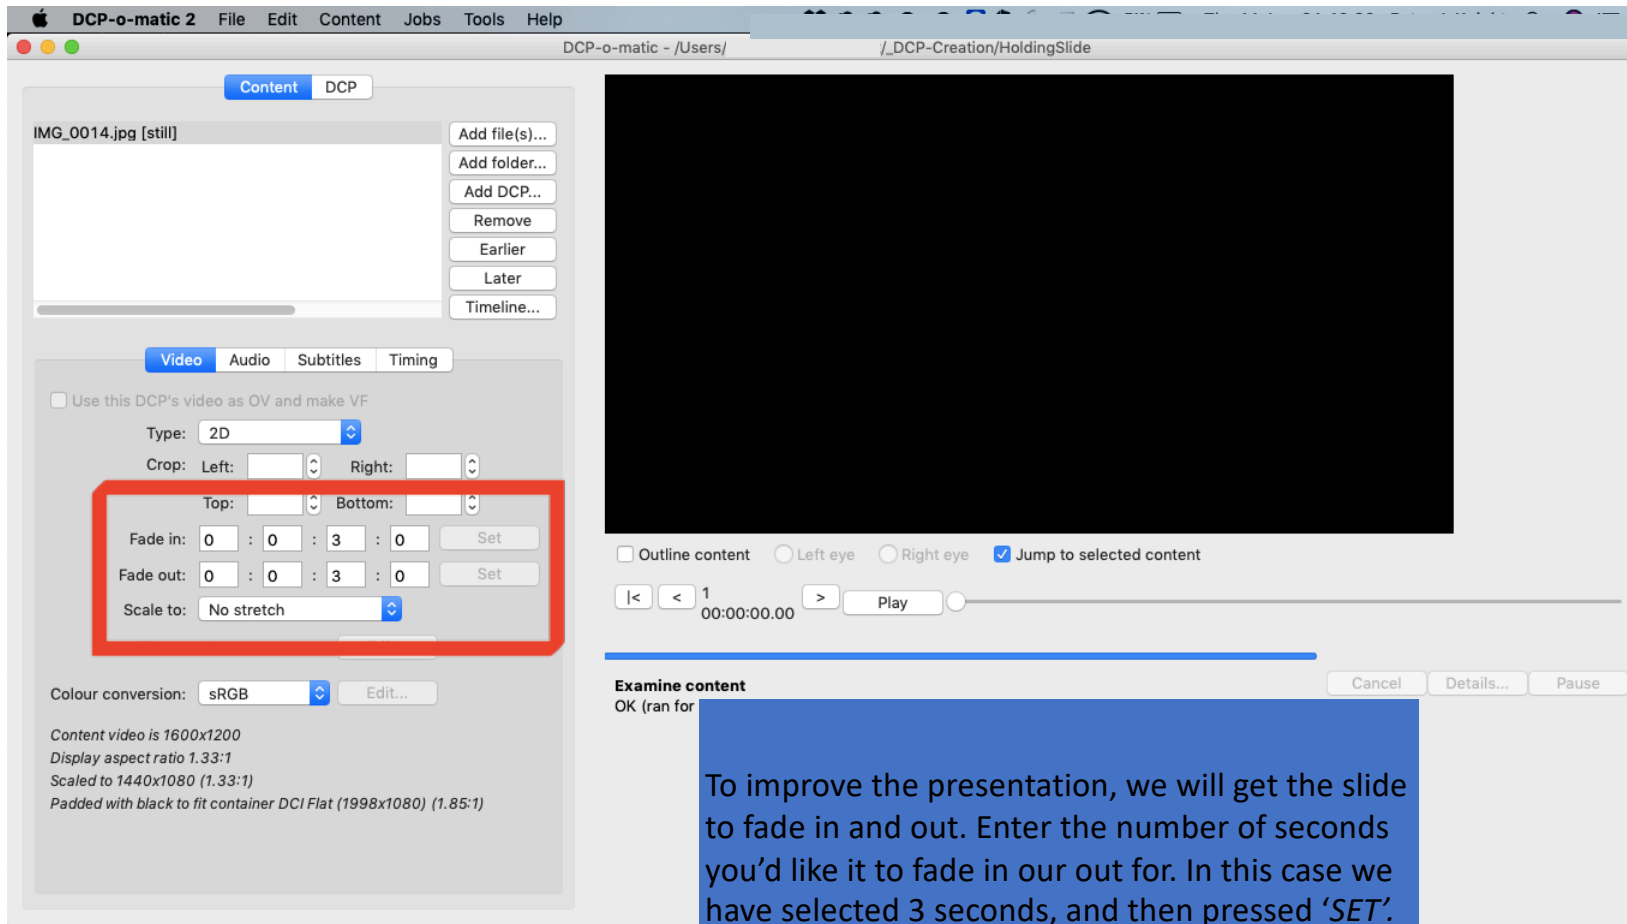 DCP-o-matic 2 File Edit Content Jobs Tools Help
DCP-o-matic - /Users/ /_DCP-Creation/HoldingSlide
Content DCP
IMG_0014.jpg [still]
Add file(s)...
Add folder...
Add DCP...
Remove
Earlier
Later
Timeline...
Video Audio Subtitles Timing
Use this DCP's video as OV and make VF
Type: 2D
Crop: Left: Right:
Top: Bottom:
Fade in: 0 : 0 : 3 : 0 Set
Fade out: 0 : 0 : 3 : 0 Set
Scale to: No stretch
Colour conversion: sRGB Edit...
Content video is 1600x1200
Display aspect ratio 1.33:1
Scaled to 1440x1080 (1.33:1)
Padded with black to fit container DCI Flat (1998x1080) (1.85:1)
Outline content Left eye Right eye Jump to selected content
|< < 1 > Play
00:00:00.00
Examine content Cancel Details... Pause
OK (ran for
To improve the presentation, we will get the slide
to fade in and out. Enter the number of seconds
you’d like it to fade in our out for. In this case we
have selected 3 seconds, and then pressed ‘SET’.